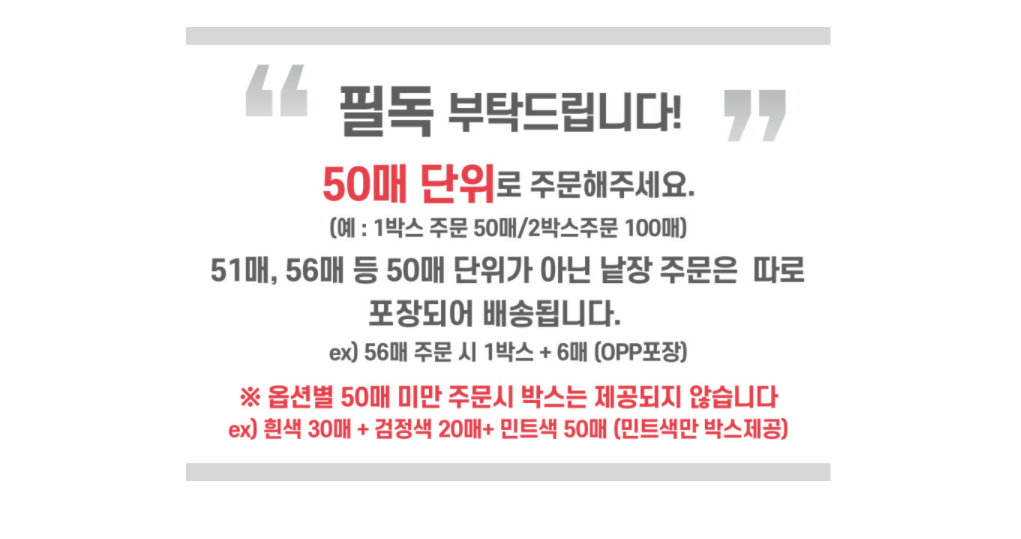 “ 필독 부탁드립니다! ”
50매 단위로 주문해주세요.
(예 : 1박스 주문 50매/2박스주문 100매)
51매, 56매 등 50매 단위가 아닌 낱장 주문은 따로
포장되어 배송됩니다.
ex) 56매 주문 시 1박스 + 6매 (OPP포장)
※ 옵션별 50매 미만 주문시 박스는 제공되지 않습니다
ex) 흰색 30매 + 검정색 20매+ 민트색 50매 (민트색만 박스제공)